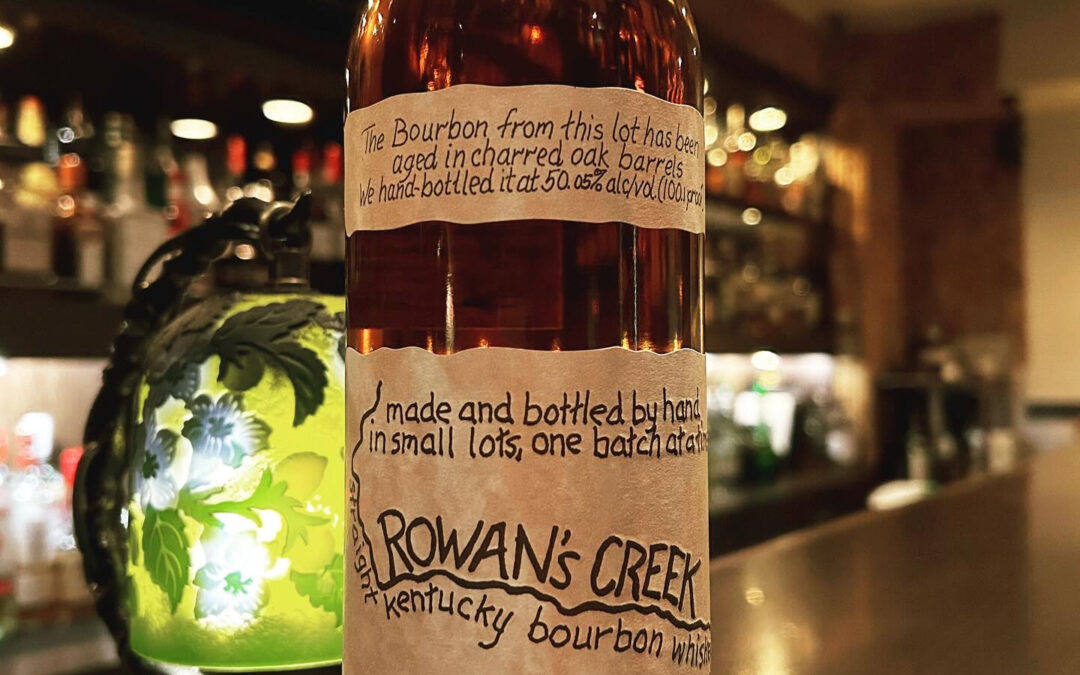 The Bourbon from this lot has been
aged in charred oak barrels
We hand-bottled it at 50.05% alc/vol. (100.1 proof)
made and bottled by hand
in small lots, one batch at a
ROWAN's CREEK
straight
kentucky bourbon